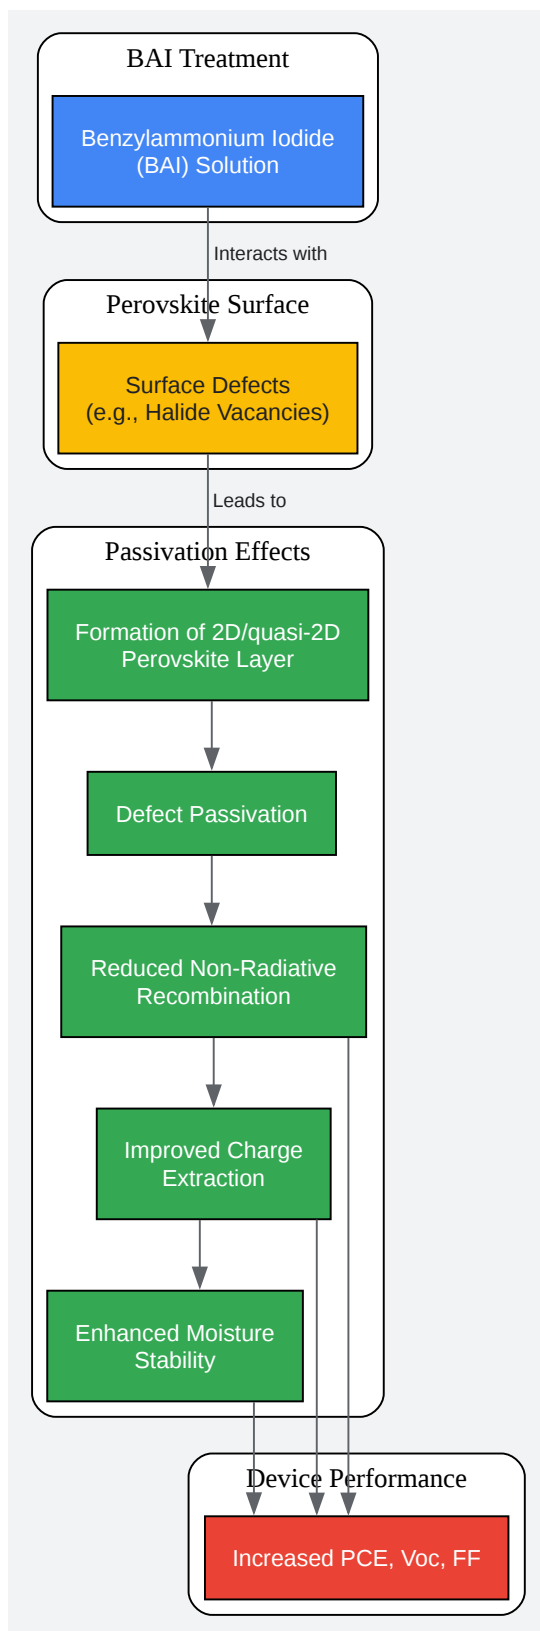 BAI Treatment
Benzylammonium Iodide
(BAI) Solution
Interacts with
Perovskite Surface
Surface Defects
(e.g., Halide Vacancies)
Leads to
Passivation Effects
Formation of 2D/quasi-2D
Perovskite Layer
Defect Passivation
Reduced Non-Radiative
Recombination
Improved Charge
Extraction
Enhanced Moisture
Stability
Device Performance
Increased PCE, Voc, FF